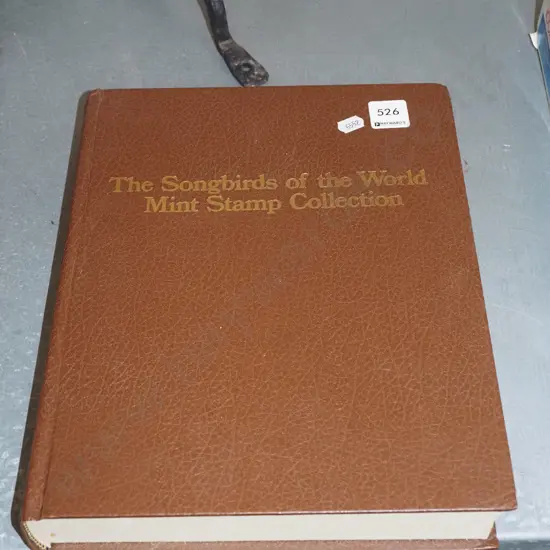 526
The Songbirds of the World
Mint Stamp Collection